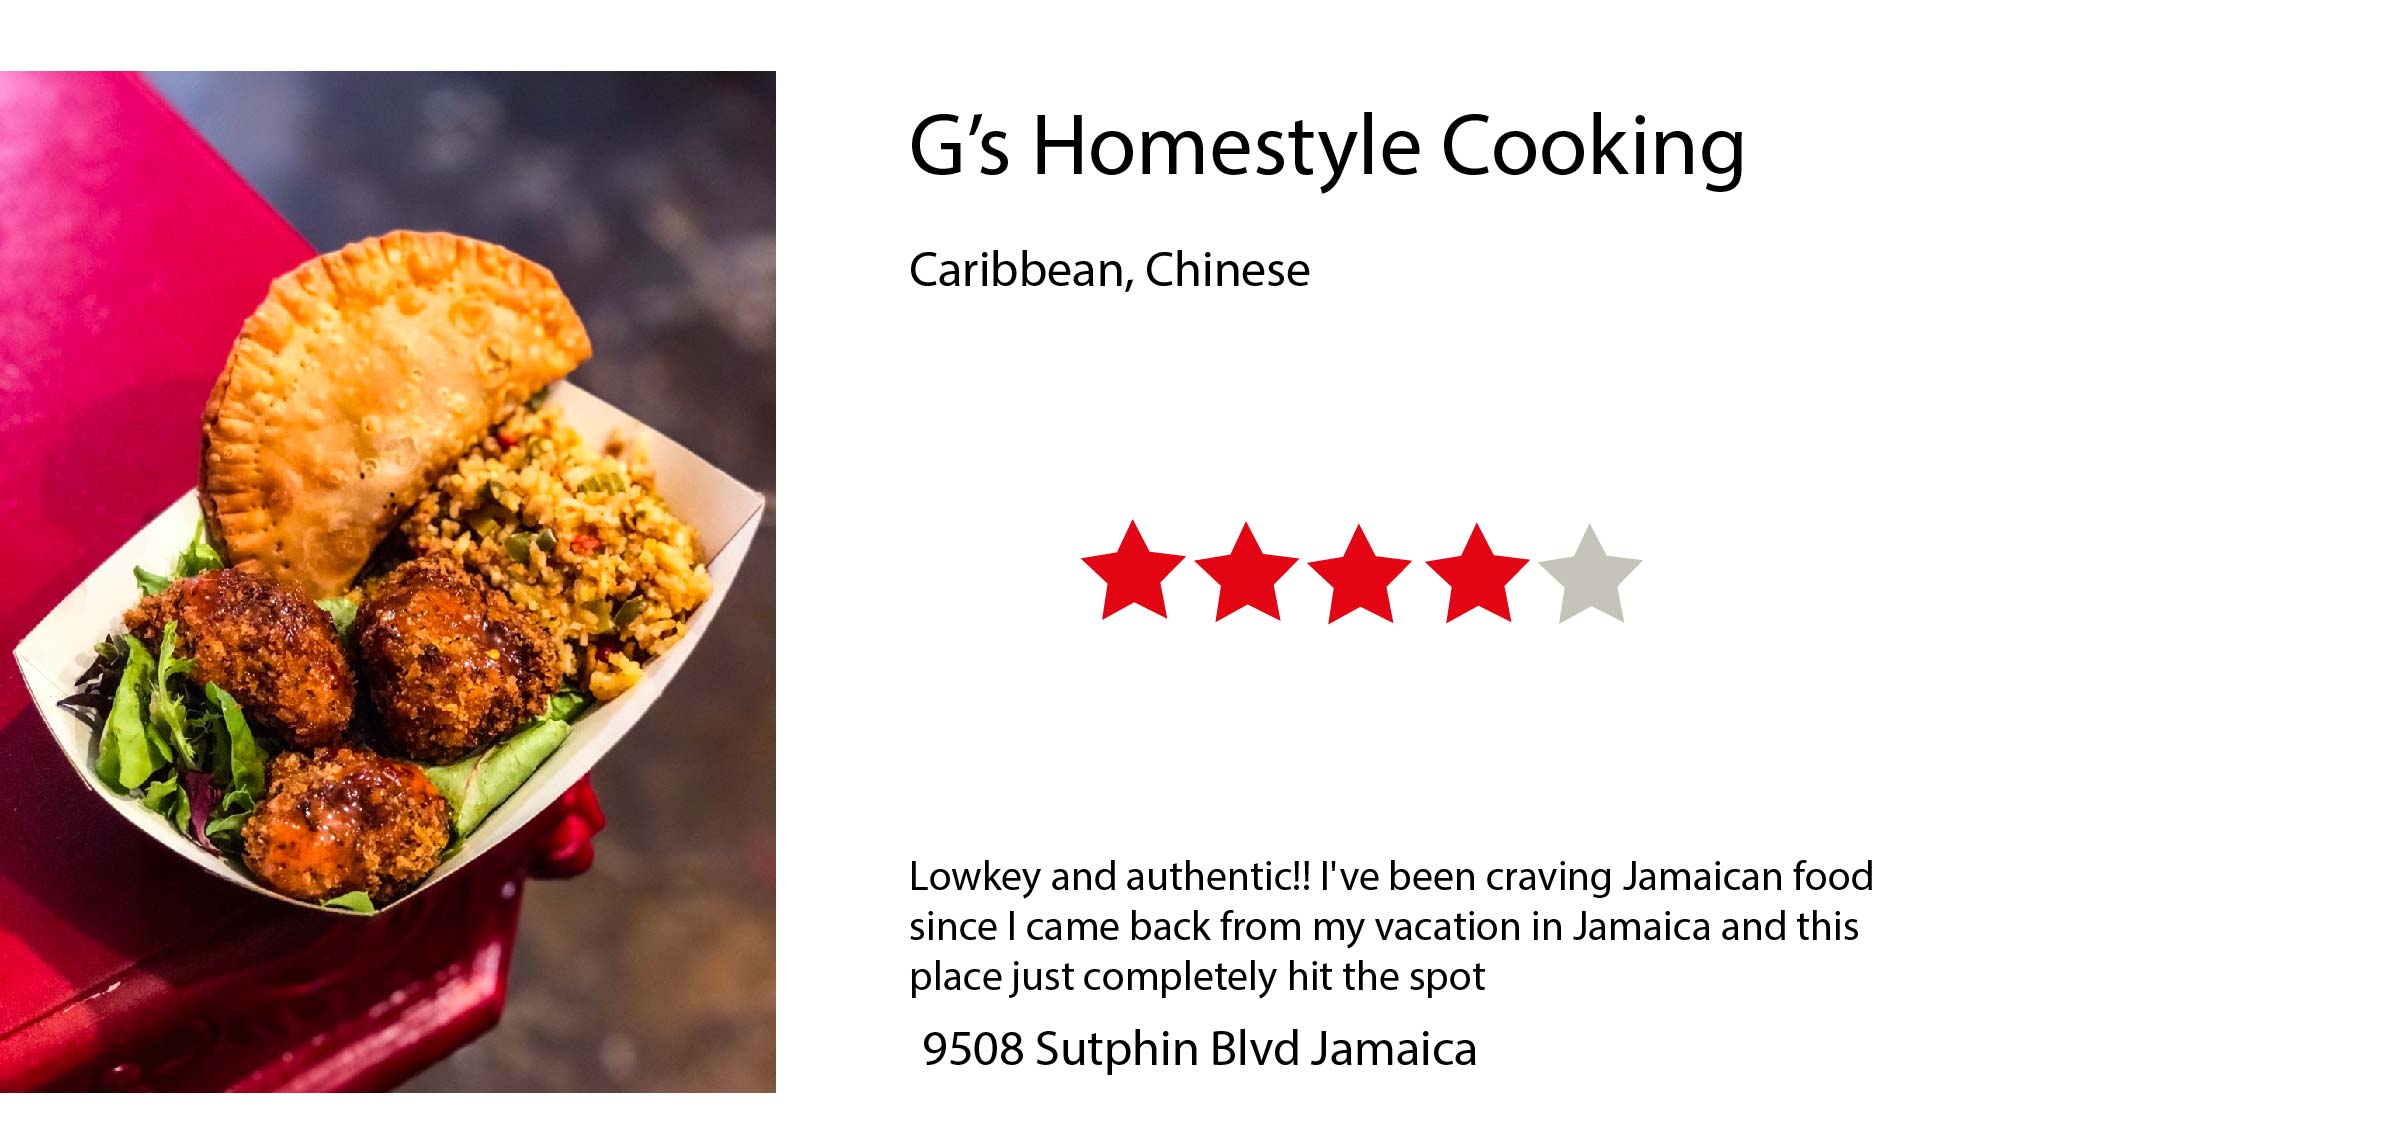 G’s Homestyle Cooking
Caribbean, Chinese
Lowkey and authentic!! I've been craving Jamaican food
since I came back from my vacation in Jamaica and this
place just completely hit the spot
9508 Sutphin Blvd Jamaica